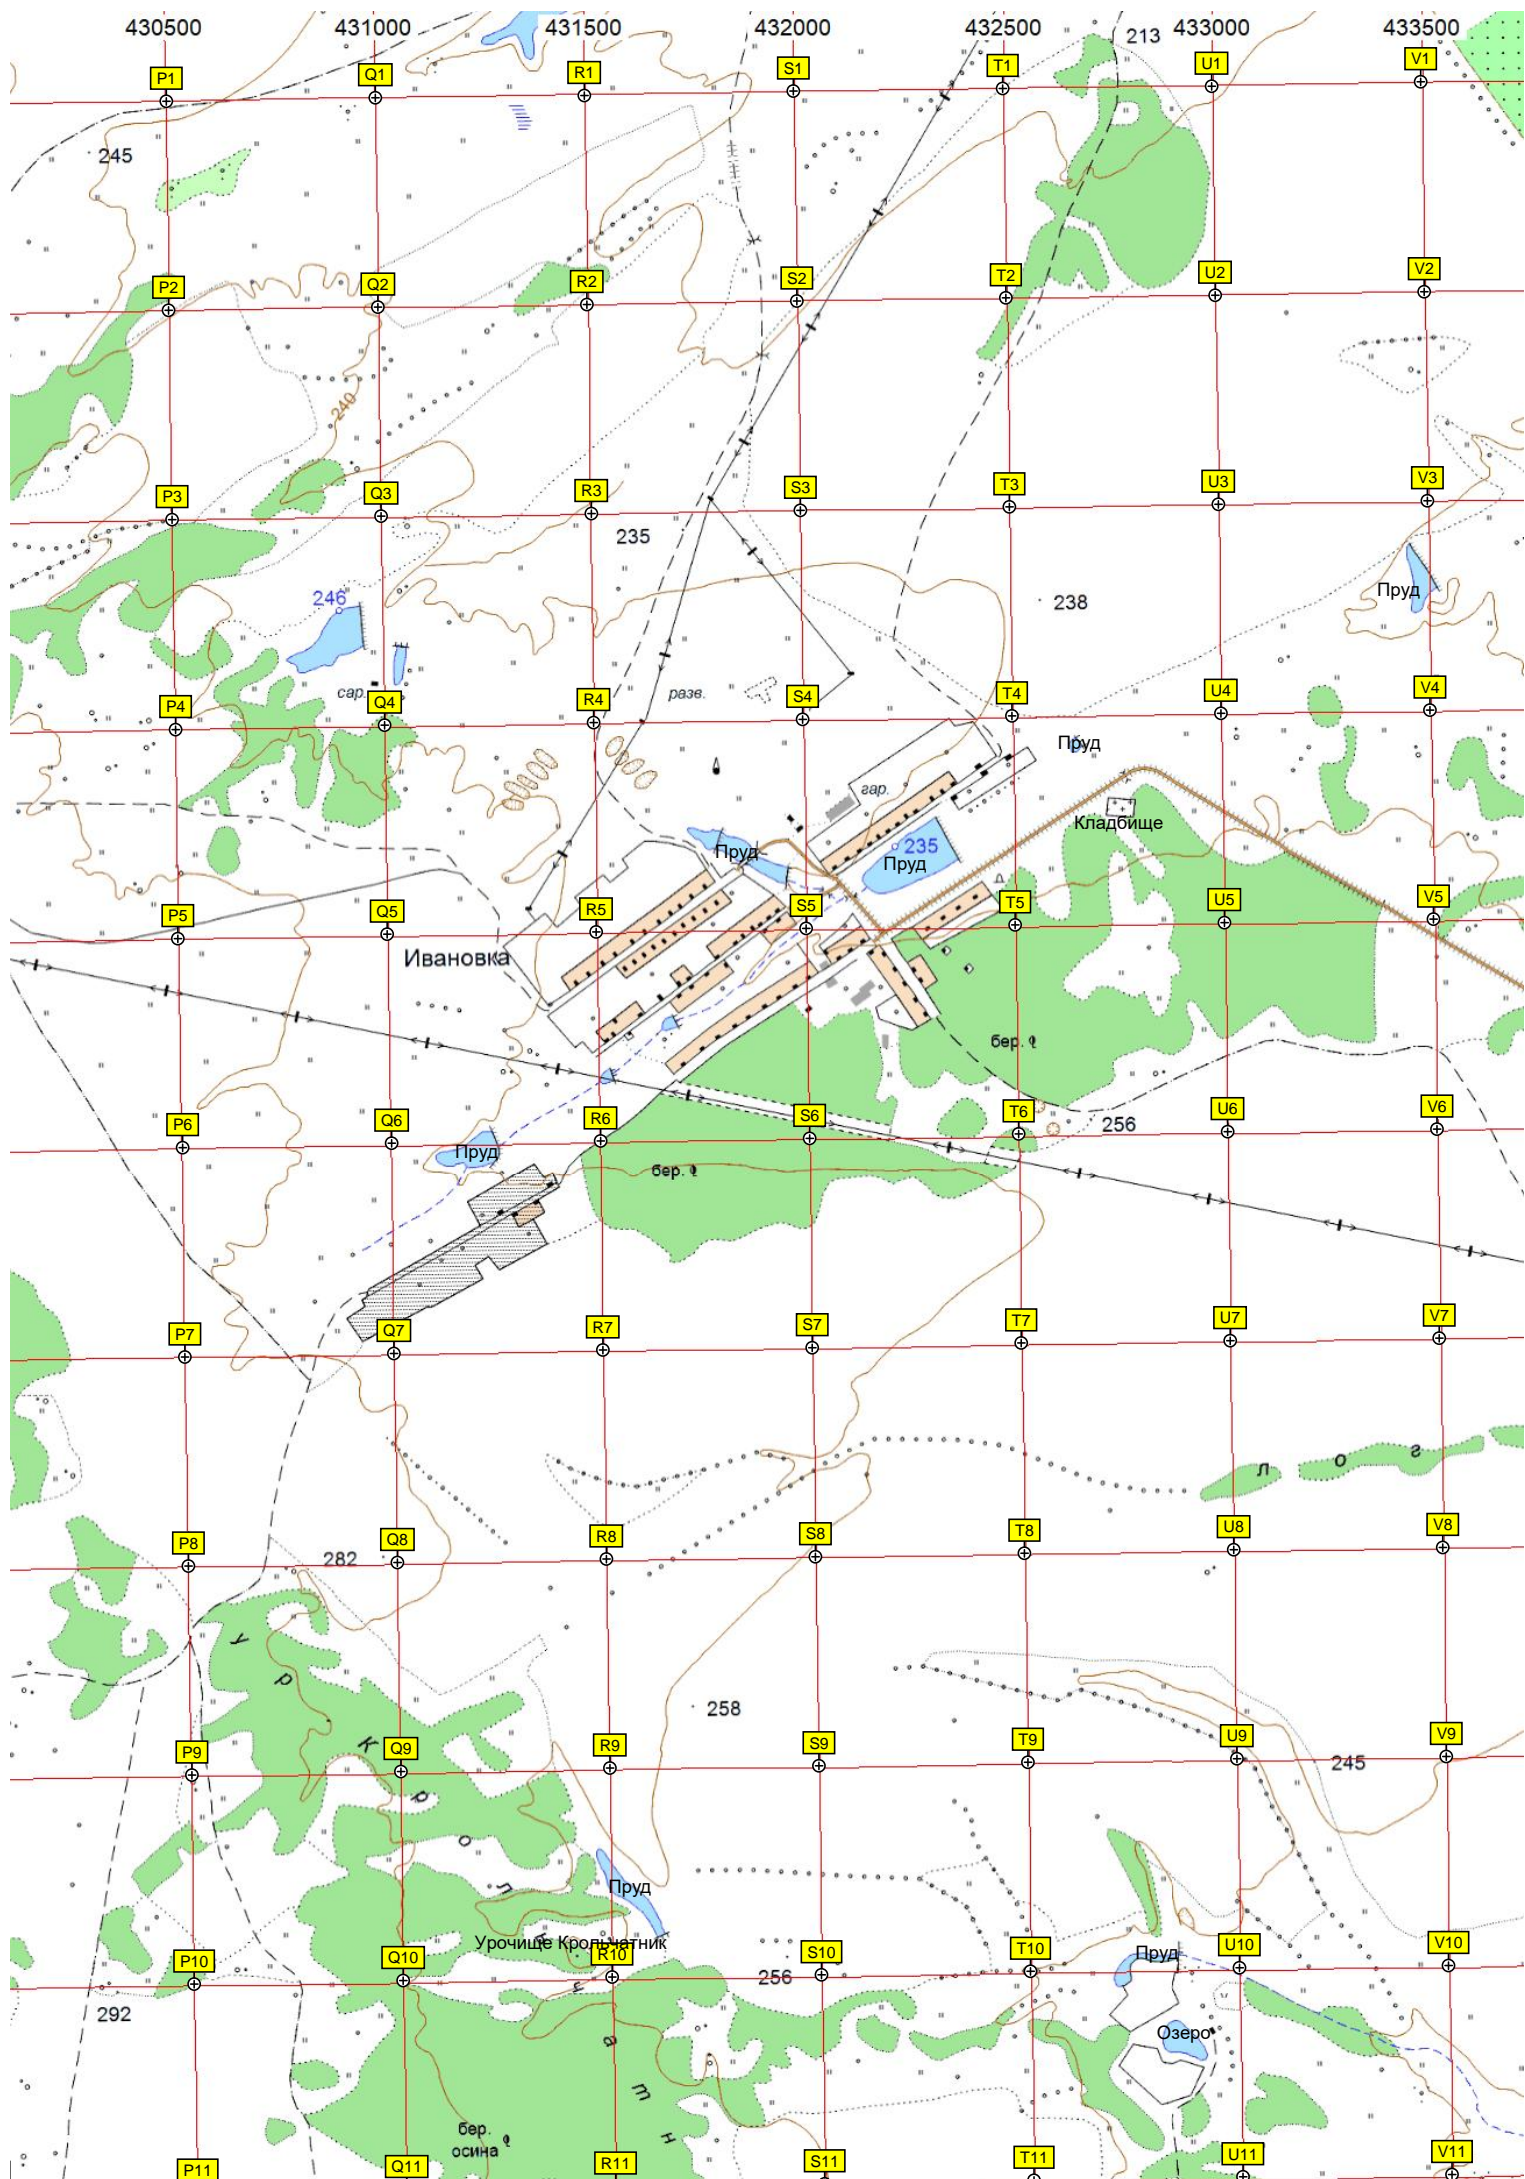 430500 431000 431500 432000 432500 433000 433500
213
P1 Q1 R1 S1 T1 U1 V1
245
P2 Q2 R2 S2 T2 U2 V2
240
P3 Q3 R3 S3 T3 U3 V3
235
Пруд
246
238
сар.
разв.
P4 Q4 R4 S4 T4 U4 V4
Пруд
гар.
Кладбище
Пруд
235
Пруд
P5 Q5 R5 S5 T5 U5 V5
Ивановка
бер.
P6 Q6 R6 S6 T6 U6 V6
256
Пруд
бер.
P7 Q7 R7 S7 T7 U7 V7
л о г
P8 Q8 R8 S8 T8 U8 V8
282
у р К р о л ь ч а т н
258
P9 Q9 R9 S9 T9 U9 V9
245
Пруд
Урочище Крольчатник
Пруд
P10 Q10 R10 S10 T10 U10 V10
256
292
Озеро
бер.
осина
P11 Q11 R11 S11 T11 U11 V11